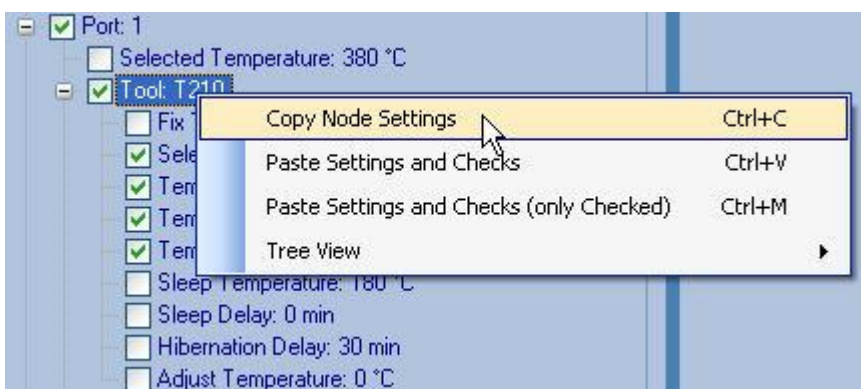 Port: 1
Selected Temperature: 380 °C
Tool: T210
Fix
Copy Node Settings Ctrl+C
Sele
Paste Settings and Checks Ctrl+V
Tem
Paste Settings and Checks (only Checked) Ctrl+M
Tem
Tem
Tree View
Sleep Temperature: 180 °C
Sleep Delay: 0 min
Hibernation Delay: 30 min
Adjust Temperature: 0 °C